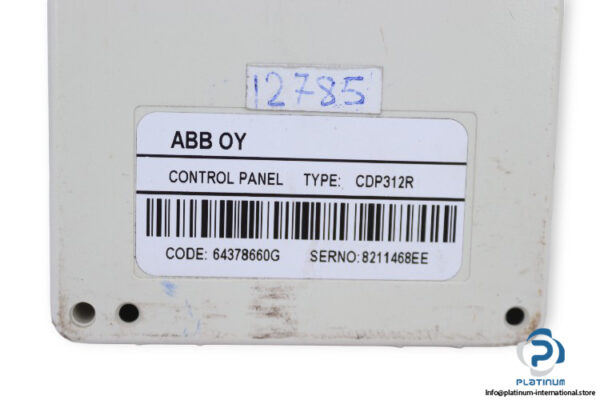 12785
ABB OY
CONTROL PANEL TYPE: CDP312R
CODE: 64378660G SERNO:8211468EE
PLATINUM
Info@platinum-international.store